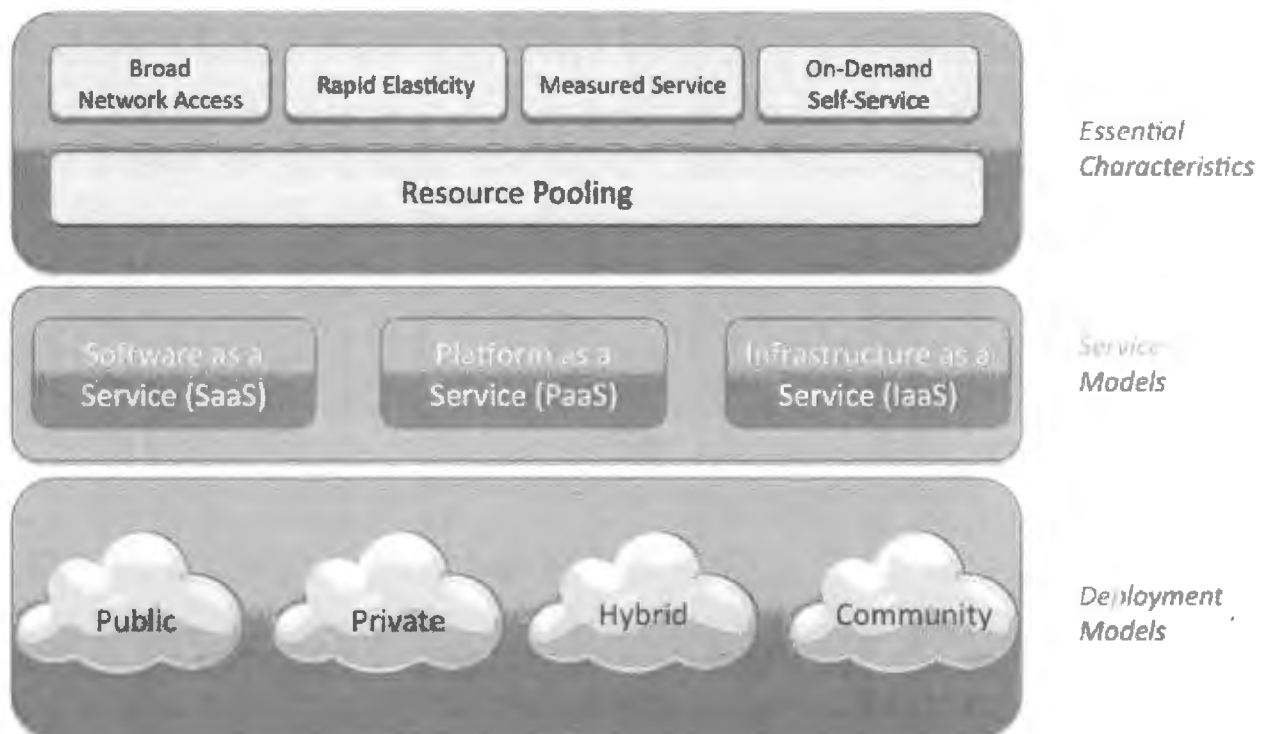 Broad
Network Access
Rapid Elasticity
Measured Service
On-Demand
Self-Service
Resource Pooling
Essential
Characteristics
Software as a
Service (SaaS)
Platform as a
Service (PaaS)
Infrastructure as a
Service (IaaS)
Service
Models
Public
Private
Hybrid
Community
Deployment
Models